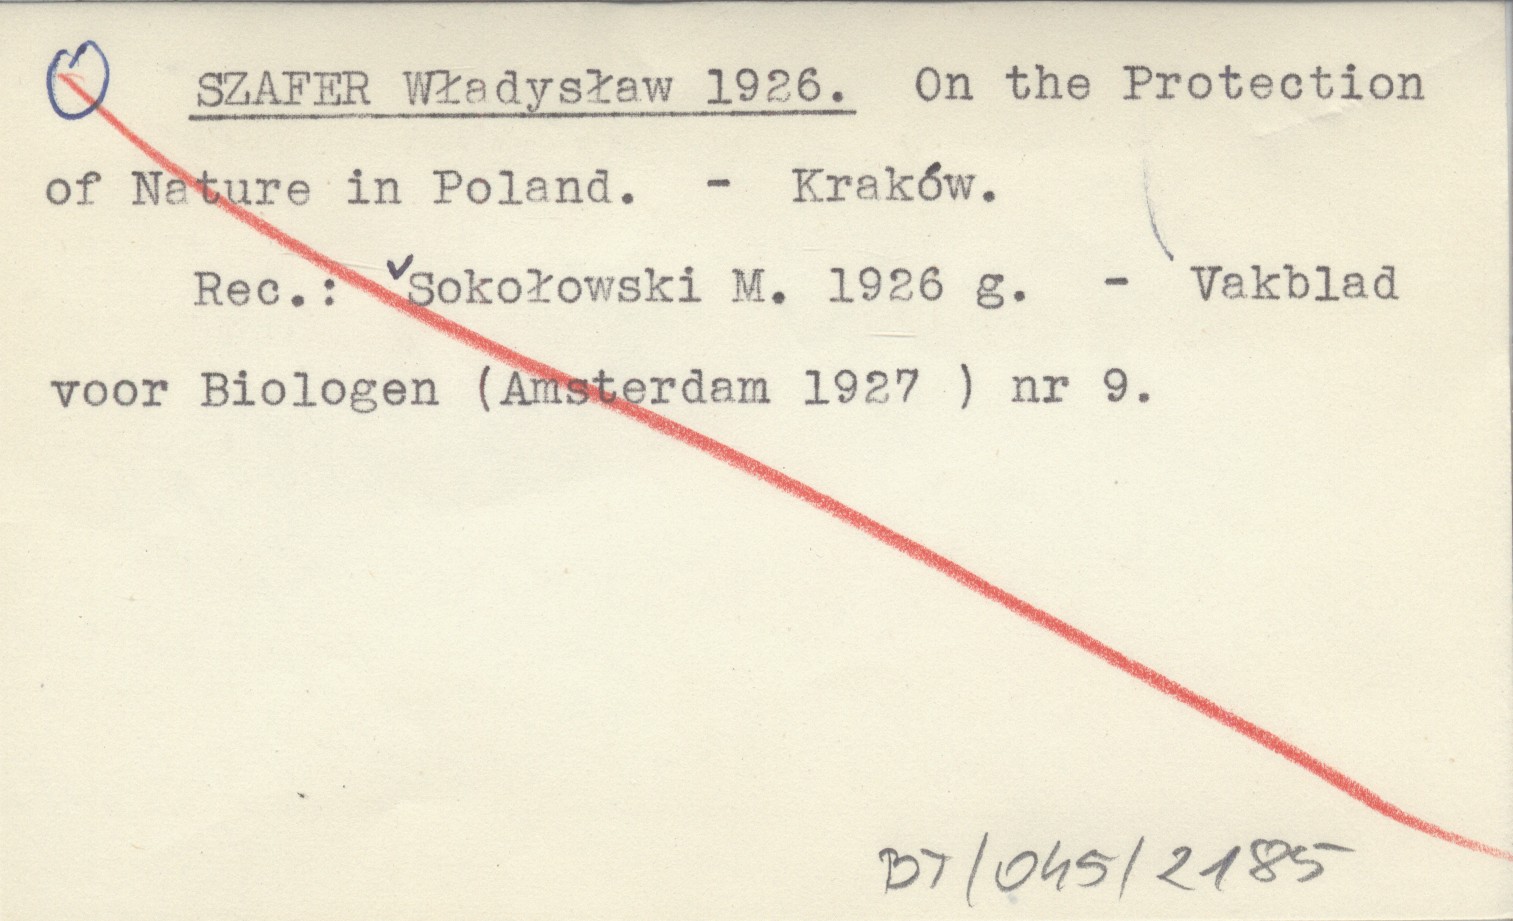 SZAFER Władysław 1926. On the Protection
of Nature in Poland. - Kraków.
Rec.: Sokołowski M. 1926 g. - Vakblad
voor Biologen (Amsterdam 1927 ) nr 9.
BT/045/2185